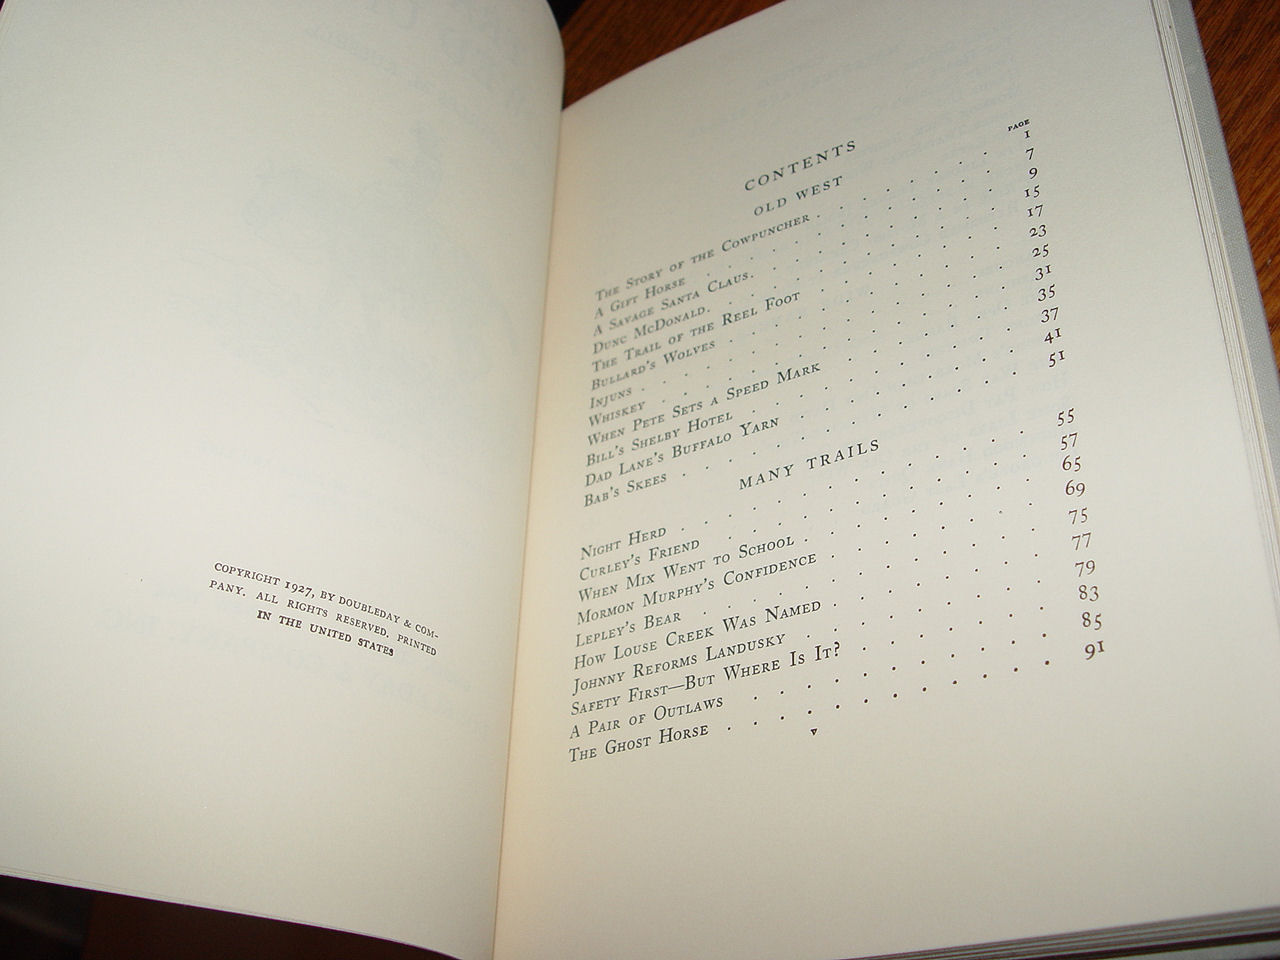 COPYRIGHT 1927, BY DOUBLEDAY & COM-
PANY. ALL RIGHTS RESERVED. PRINTED
IN THE UNITED STATES
CONTENTS
PAGE
OLD WEST
The Story of the Cowpuncher . . . . . . 1
A Gift Horse . . . . . . . . . 7
A Savage Santa Claus. . . . . . . . 9
Dunc McDonald. . . . . . . . . 15
The Trail of the Reel Foot . . . . . . 17
Bullard's Wolves . . . . . . . . 23
Injuns . . . . . . . . . . 25
Whiskey . . . . . . . . . . 31
When Pete Sets a Speed Mark . . . . . . 35
Bill's Shelby Hotel . . . . . . . . 37
Dad Lane's Buffalo Yarn . . . . . . . 41
Bab's Skees . . . . . . . . . 51
MANY TRAILS
Night Herd . . . . . . . . . . 55
Curley's Friend . . . . . . . . . 57
When Mix Went to School . . . . . . . 65
Mormon Murphy's Confidence . . . . . . 69
Lepley's Bear . . . . . . . . . 75
How Louse Creek Was Named . . . . . . 77
Johnny Reforms Landusky . . . . . . . 79
Safety First—But Where Is It? . . . . . . 83
A Pair of Outlaws . . . . . . . . 85
The Ghost Horse . . . . . . . . . 91
v